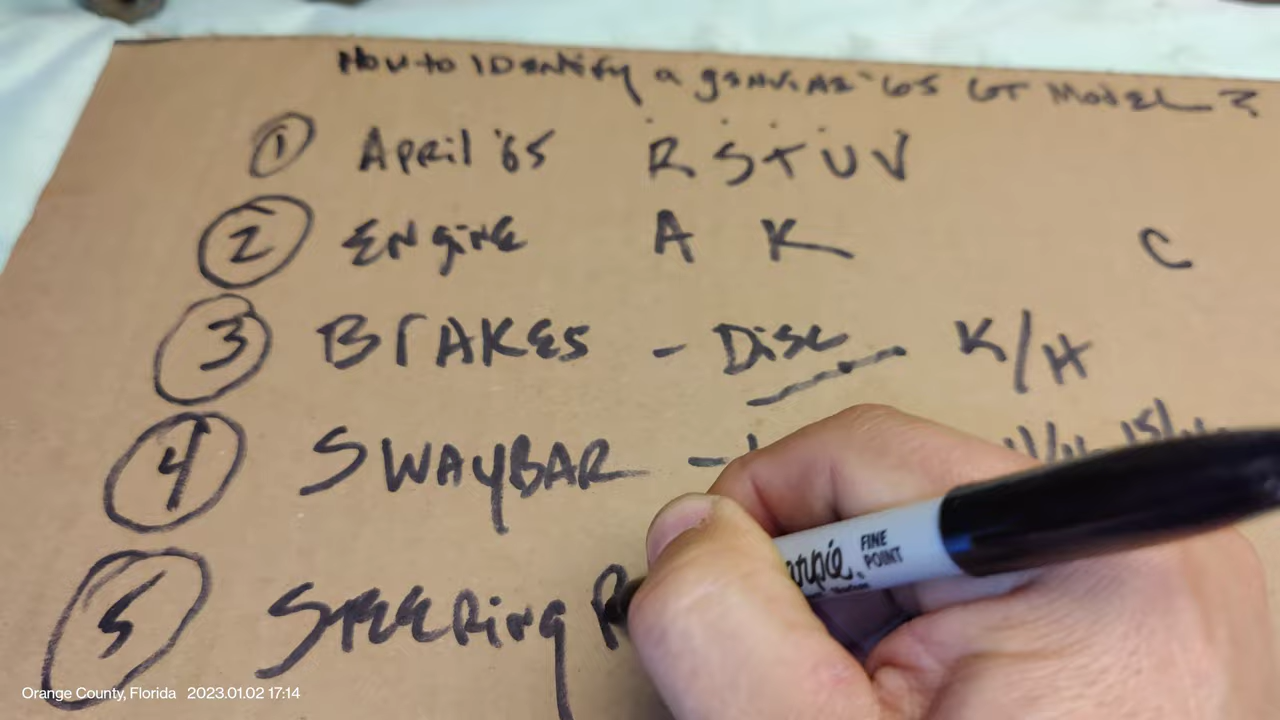 How to IDentify a genuine '65 GT Model?
1 April '65 R S T U V
2 ENgiNE A K C
3 BRAKES - Disc K/H
4 SWAYBAR -
5 STEERiNg
Sharpie. FINE POINT
Orange County, Florida 2023.01.02 17:14